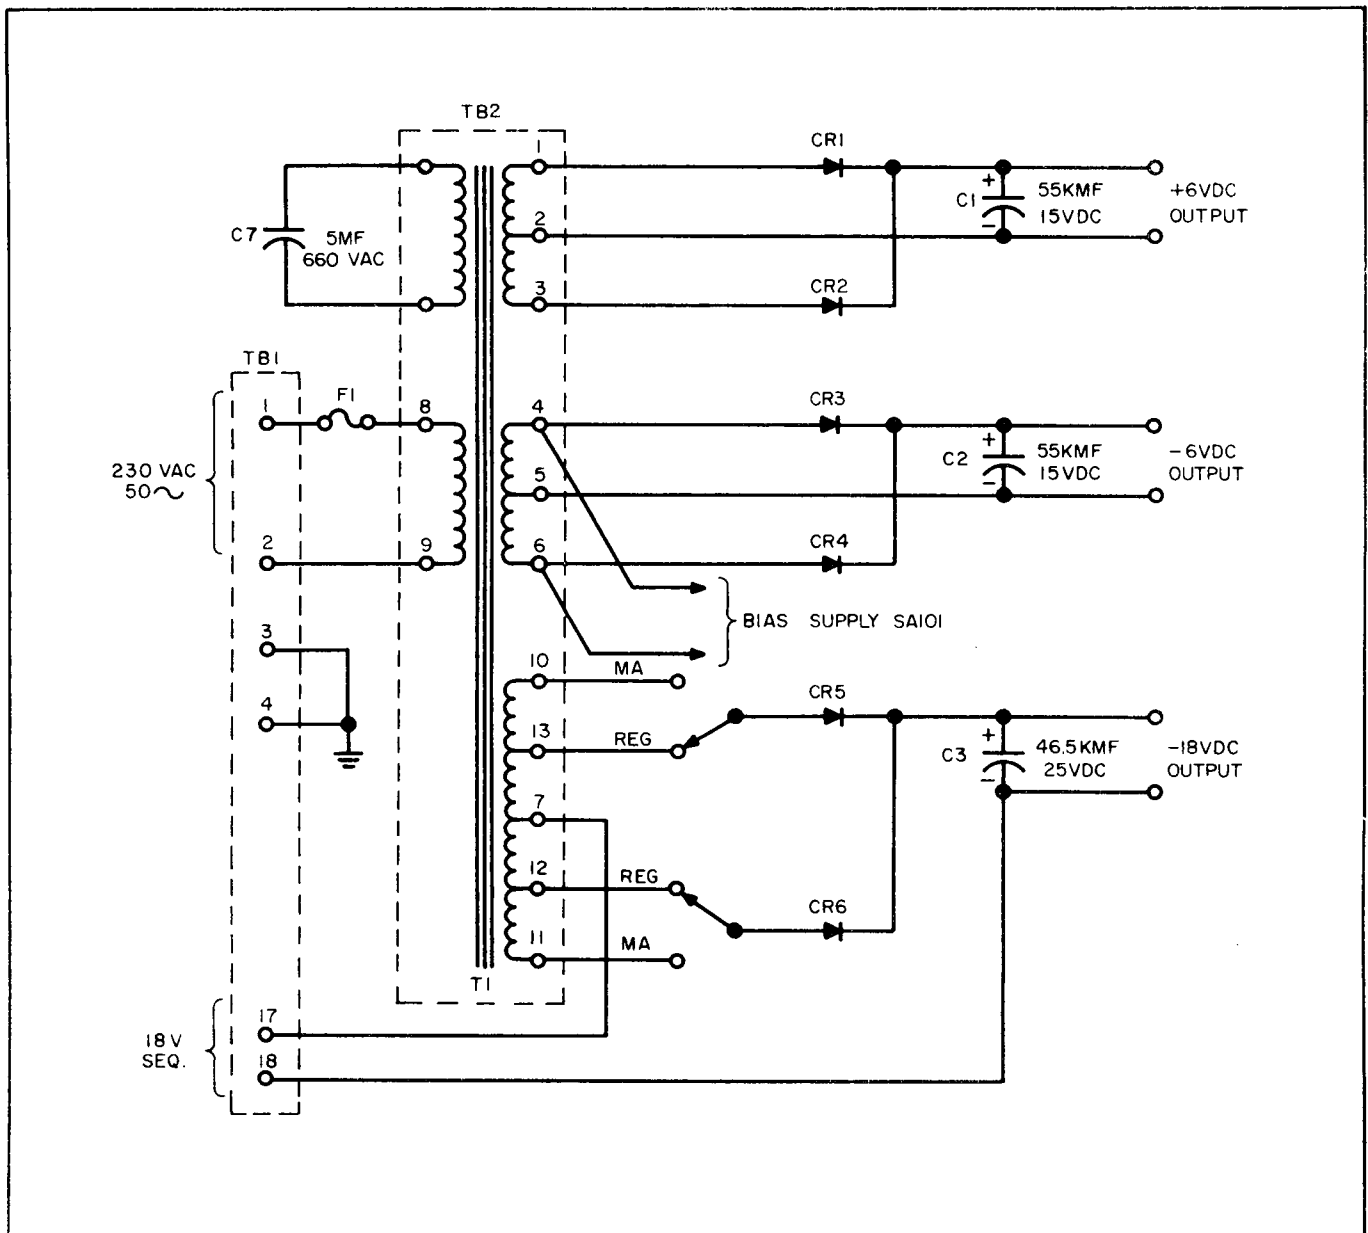 TB2
1
CR1
+
C1
55KMF
15VDC
-
+6VDC
OUTPUT
2
C7
5MF
660 VAC
3
CR2
TB1
1
F1
8
4
CR3
+
C2
55KMF
15VDC
-
-6VDC
OUTPUT
230 VAC
50~
5
2
9
6
CR4
BIAS SUPPLY SA101
3
10
MA
CR5
4
13
REG
+
C3
46.5KMF
25VDC
-
-18VDC
OUTPUT
7
12
REG
CR6
11
MA
T1
17
18V
SEQ.
18